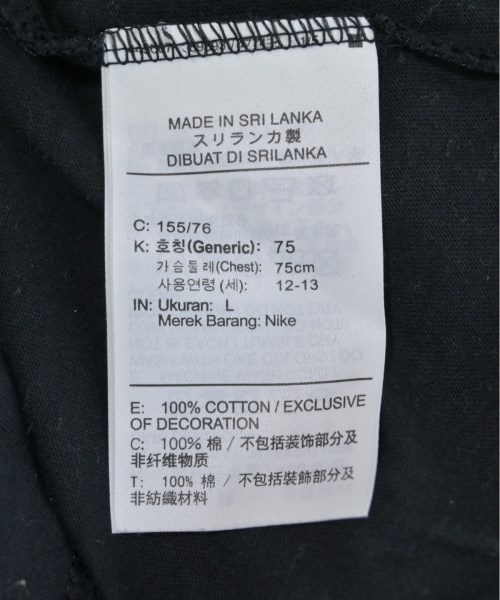 MADE IN SRI LANKA
スリランカ製
DIBUAT DI SRILANKA
C: 155/76
K: 호칭(Generic): 75
가슴둘레(Chest): 75cm
사용연령 (세): 12-13
IN: Ukuran: L
Merek Barang: Nike
E: 100% COTTON / EXCLUSIVE
OF DECORATION
C: 100% 棉 / 不包括装饰部分及
非纤维物质
T: 100% 棉 / 不包括裝飾部分及
非紡織材料